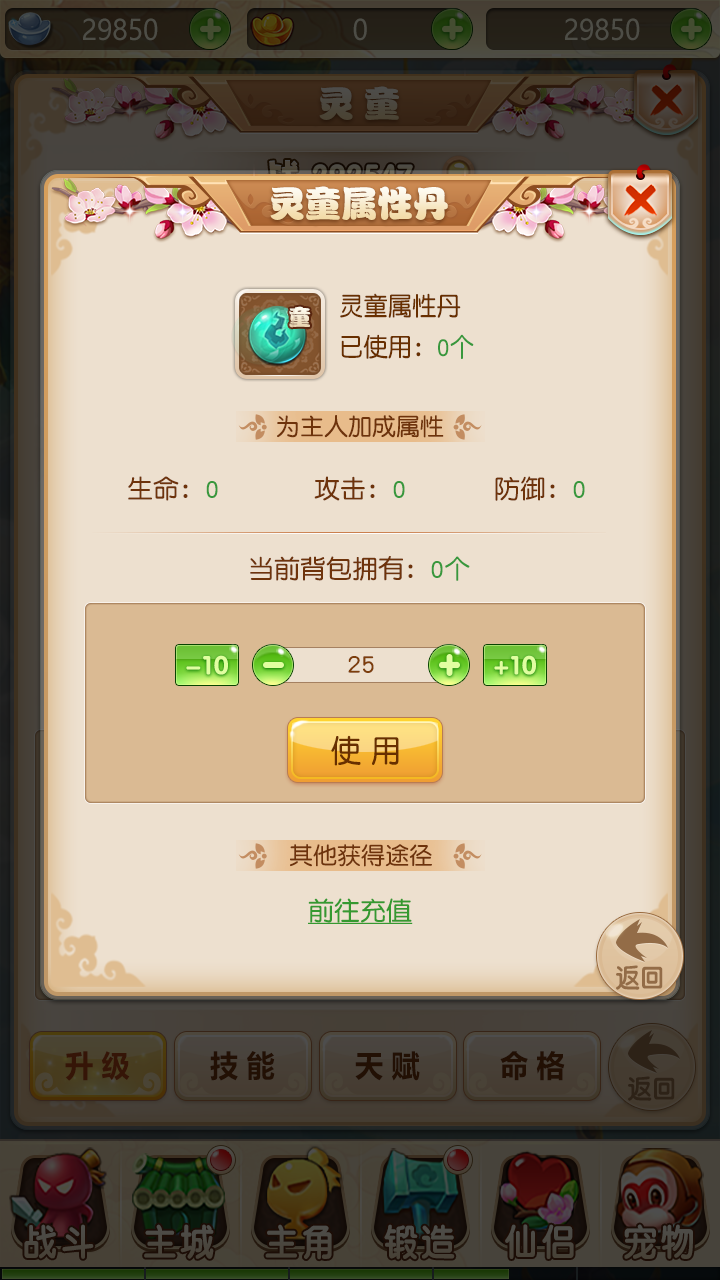 29850 0 29850
灵童
灵童属性丹
童
灵童属性丹
已使用：0个
为主人加成属性
生命：0 攻击：0 防御：0
当前背包拥有：0个
-10 25 +10
使用
其他获得途径
前往充值
返回
升级 技能 天赋 命格 返回
战斗 主城 主角 锻造 仙侣 宠物